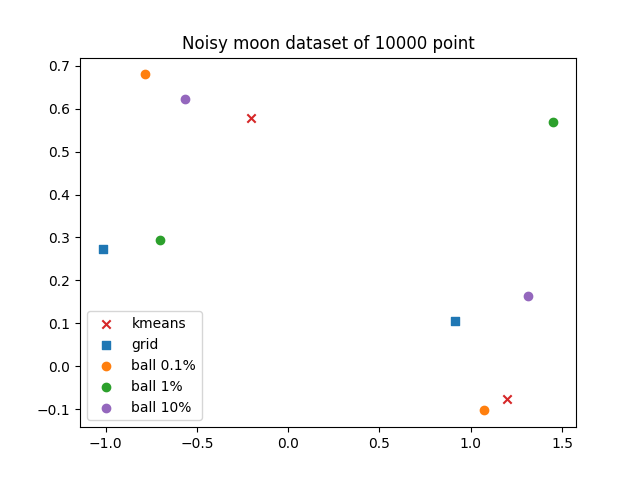 Noisy moon dataset of 10000 point
0.7
0.6
0.5
0.4
0.3
0.2
0.1
0.0
−0.1
kmeans
grid
ball 0.1%
ball 1%
ball 10%
−1.0 −0.5 0.0 0.5 1.0 1.5